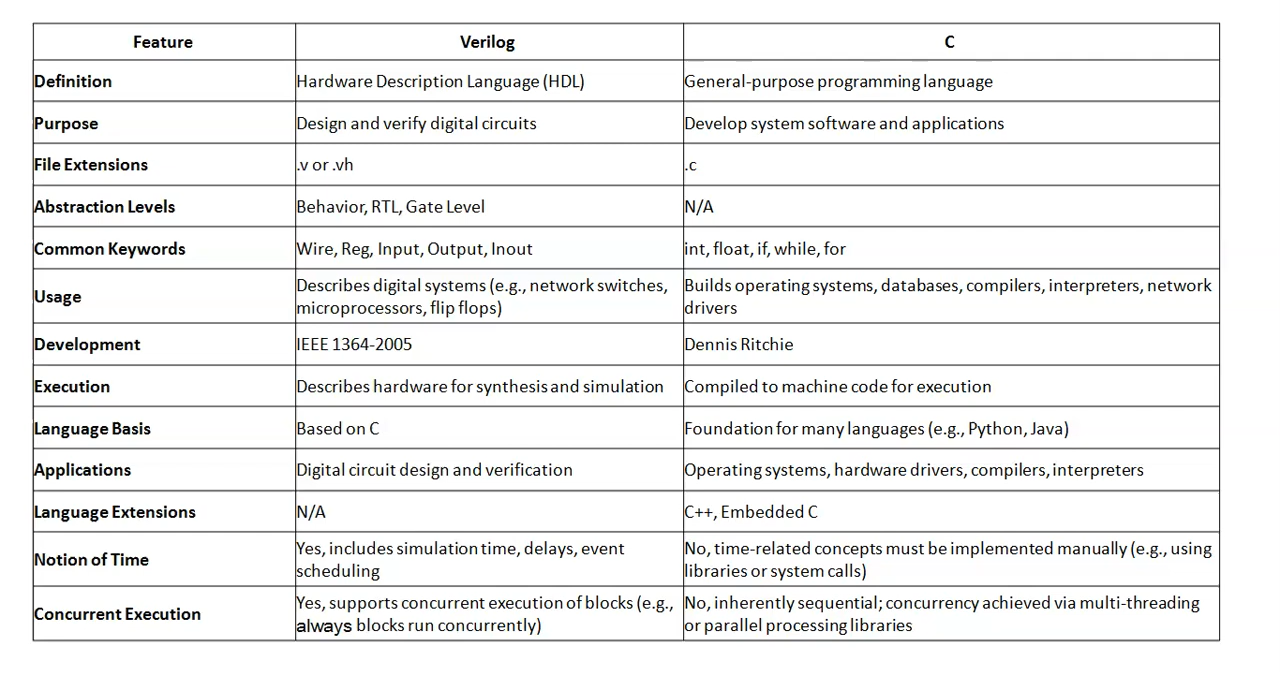 Feature Verilog C
Definition Hardware Description Language (HDL) General-purpose programming language
Purpose Design and verify digital circuits Develop system software and applications
File Extensions .v or .vh .c
Abstraction Levels Behavior, RTL, Gate Level N/A
Common Keywords Wire, Reg, Input, Output, Inout int, float, if, while, for
Usage Describes digital systems (e.g., network switches, Builds operating systems, databases, compilers, interpreters, network
microprocessors, flip flops) drivers
Development IEEE 1364-2005 Dennis Ritchie
Execution Describes hardware for synthesis and simulation Compiled to machine code for execution
Language Basis Based on C Foundation for many languages (e.g., Python, Java)
Applications Digital circuit design and verification Operating systems, hardware drivers, compilers, interpreters
Language Extensions N/A C++, Embedded C
Notion of Time Yes, includes simulation time, delays, event No, time-related concepts must be implemented manually (e.g., using
scheduling libraries or system calls)
Concurrent Execution Yes, supports concurrent execution of blocks (e.g., No, inherently sequential; concurrency achieved via multi-threading
always blocks run concurrently) or parallel processing libraries